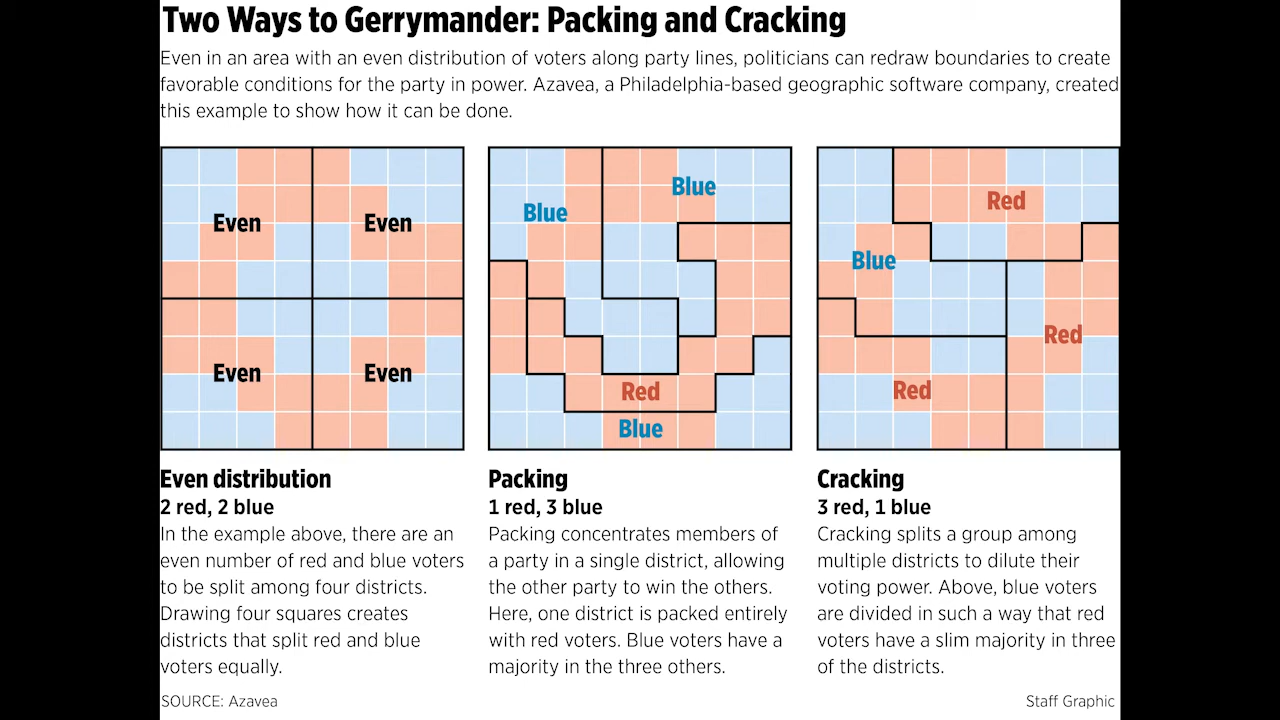 Two Ways to Gerrymander: Packing and Cracking
Even in an area with an even distribution of voters along party lines, politicians can redraw boundaries to create
favorable conditions for the party in power. Azavea, a Philadelphia-based geographic software company, created
this example to show how it can be done.
Even
Even
Even
Even
Blue
Blue
Red
Blue
Red
Blue
Red
Red
Even distribution
2 red, 2 blue
In the example above, there are an
even number of red and blue voters
to be split among four districts.
Drawing four squares creates
districts that split red and blue
voters equally.
Packing
1 red, 3 blue
Packing concentrates members of
a party in a single district, allowing
the other party to win the others.
Here, one district is packed entirely
with red voters. Blue voters have a
majority in the three others.
Cracking
3 red, 1 blue
Cracking splits a group among
multiple districts to dilute their
voting power. Above, blue voters
are divided in such a way that red
voters have a slim majority in three
of the districts.
SOURCE: Azavea
Staff Graphic